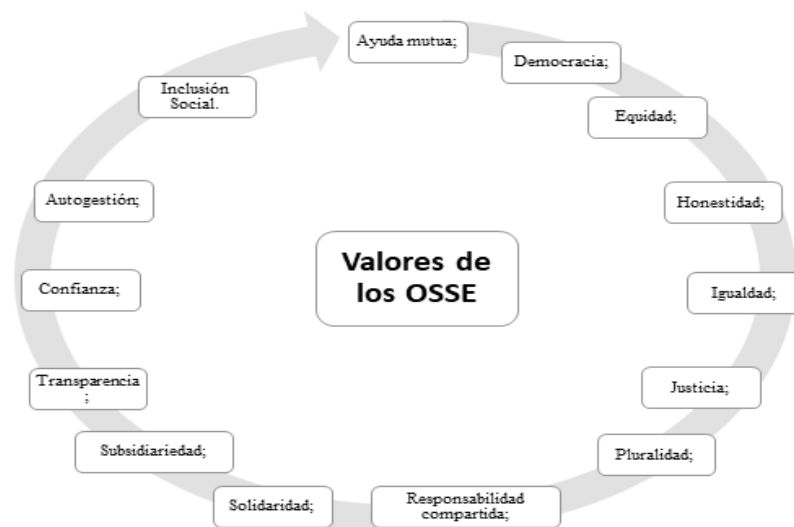 Ayuda mutua;
Democracia;
Equidad;
Honestidad;
Igualdad;
Justicia;
Pluralidad;
Responsabilidad
compartida;
Solidaridad;
Subsidiariedad;
Transparencia
;
Confianza;
Autogestión;
Inclusión
Social.
Valores de
los OSSE